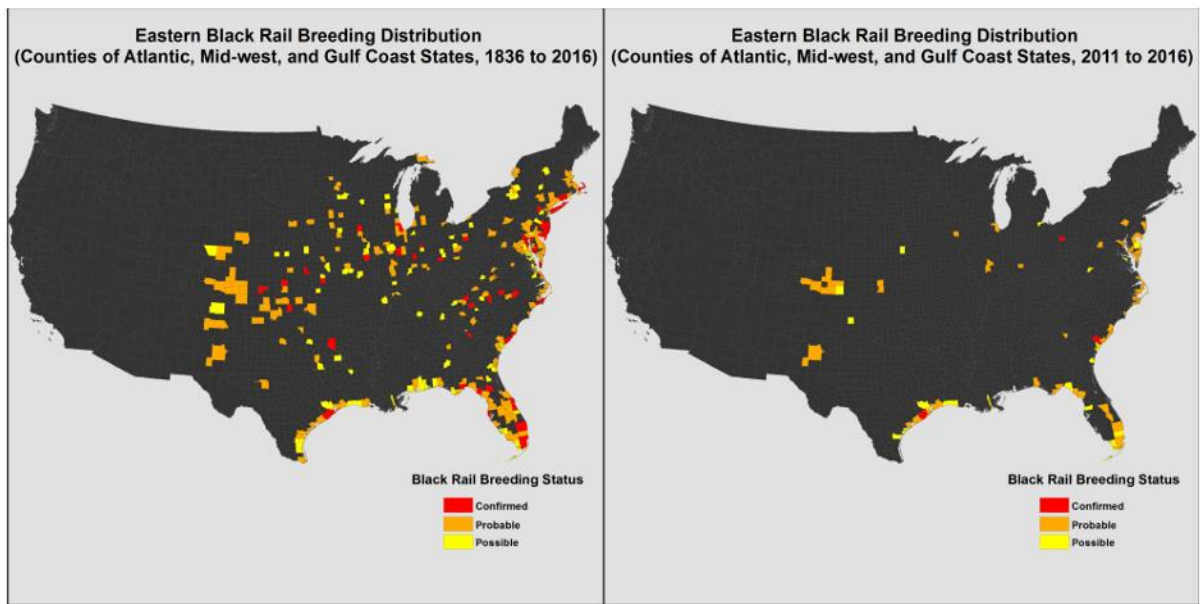 Eastern Black Rail Breeding Distribution
(Counties of Atlantic, Mid-west, and Gulf Coast States, 1836 to 2016)
Black Rail Breeding Status
Confirmed
Probable
Possible
Eastern Black Rail Breeding Distribution
(Counties of Atlantic, Mid-west, and Gulf Coast States, 2011 to 2016)
Black Rail Breeding Status
Confirmed
Probable
Possible